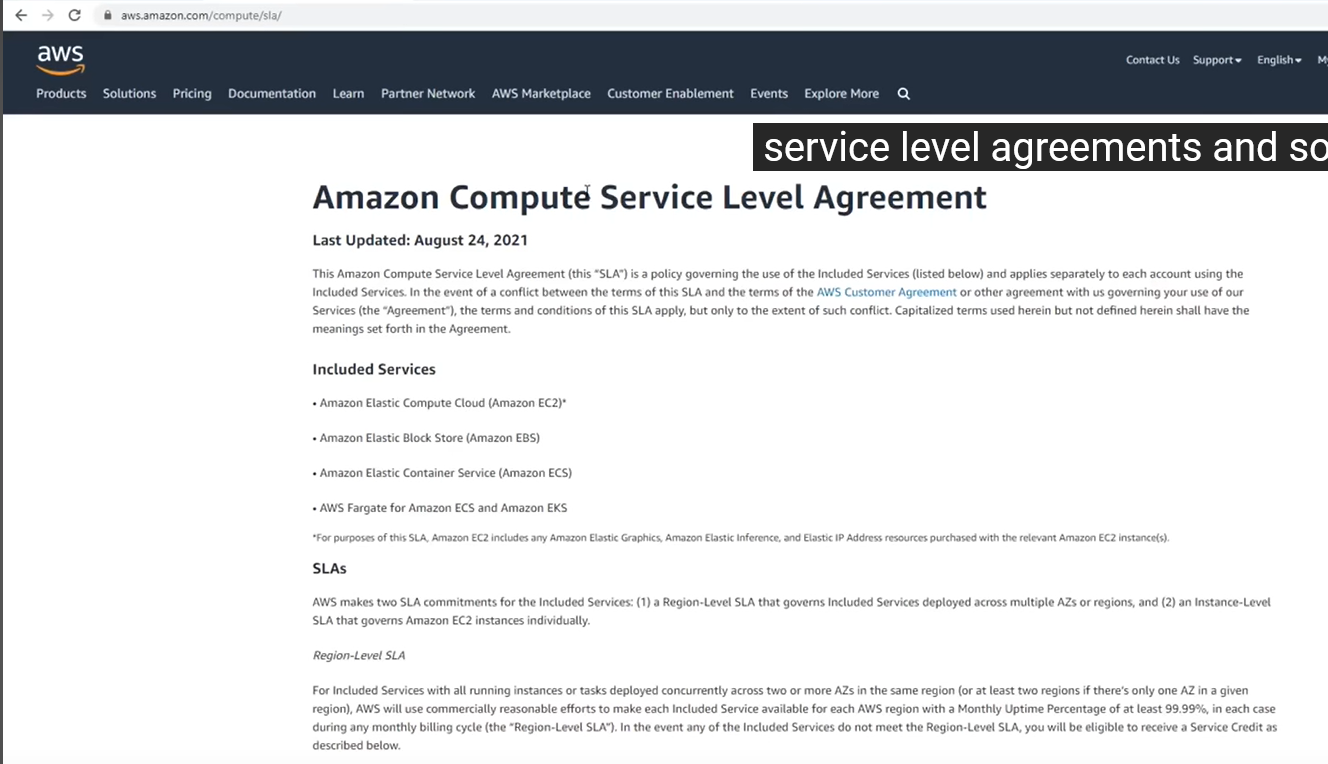 aws.amazon.com/compute/sla/
aws
Contact Us Support English
Products Solutions Pricing Documentation Learn Partner Network AWS Marketplace Customer Enablement Events Explore More
service level agreements and so
Amazon Compute Service Level Agreement
Last Updated: August 24, 2021
This Amazon Compute Service Level Agreement (this “SLA”) is a policy governing the use of the Included Services (listed below) and applies separately to each account using the
Included Services. In the event of a conflict between the terms of this SLA and the terms of the AWS Customer Agreement or other agreement with us governing your use of our
Services (the “Agreement”), the terms and conditions of this SLA apply, but only to the extent of such conflict. Capitalized terms used herein but not defined herein shall have the
meanings set forth in the Agreement.
Included Services
• Amazon Elastic Compute Cloud (Amazon EC2)*
• Amazon Elastic Block Store (Amazon EBS)
• Amazon Elastic Container Service (Amazon ECS)
• AWS Fargate for Amazon ECS and Amazon EKS
*For purposes of this SLA, Amazon EC2 includes any Amazon Elastic Graphics, Amazon Elastic Inference, and Elastic IP Address resources purchased with the relevant Amazon EC2 instance(s).
SLAs
AWS makes two SLA commitments for the Included Services: (1) a Region-Level SLA that governs Included Services deployed across multiple AZs or regions, and (2) an Instance-Level
SLA that governs Amazon EC2 instances individually.
Region-Level SLA
For Included Services with all running instances or tasks deployed concurrently across two or more AZs in the same region (or at least two regions if there's only one AZ in a given
region), AWS will use commercially reasonable efforts to make each Included Service available for each AWS region with a Monthly Uptime Percentage of at least 99.99%, in each case
during any monthly billing cycle (the “Region-Level SLA”). In the event any of the Included Services do not meet the Region-Level SLA, you will be eligible to receive a Service Credit as
described below.